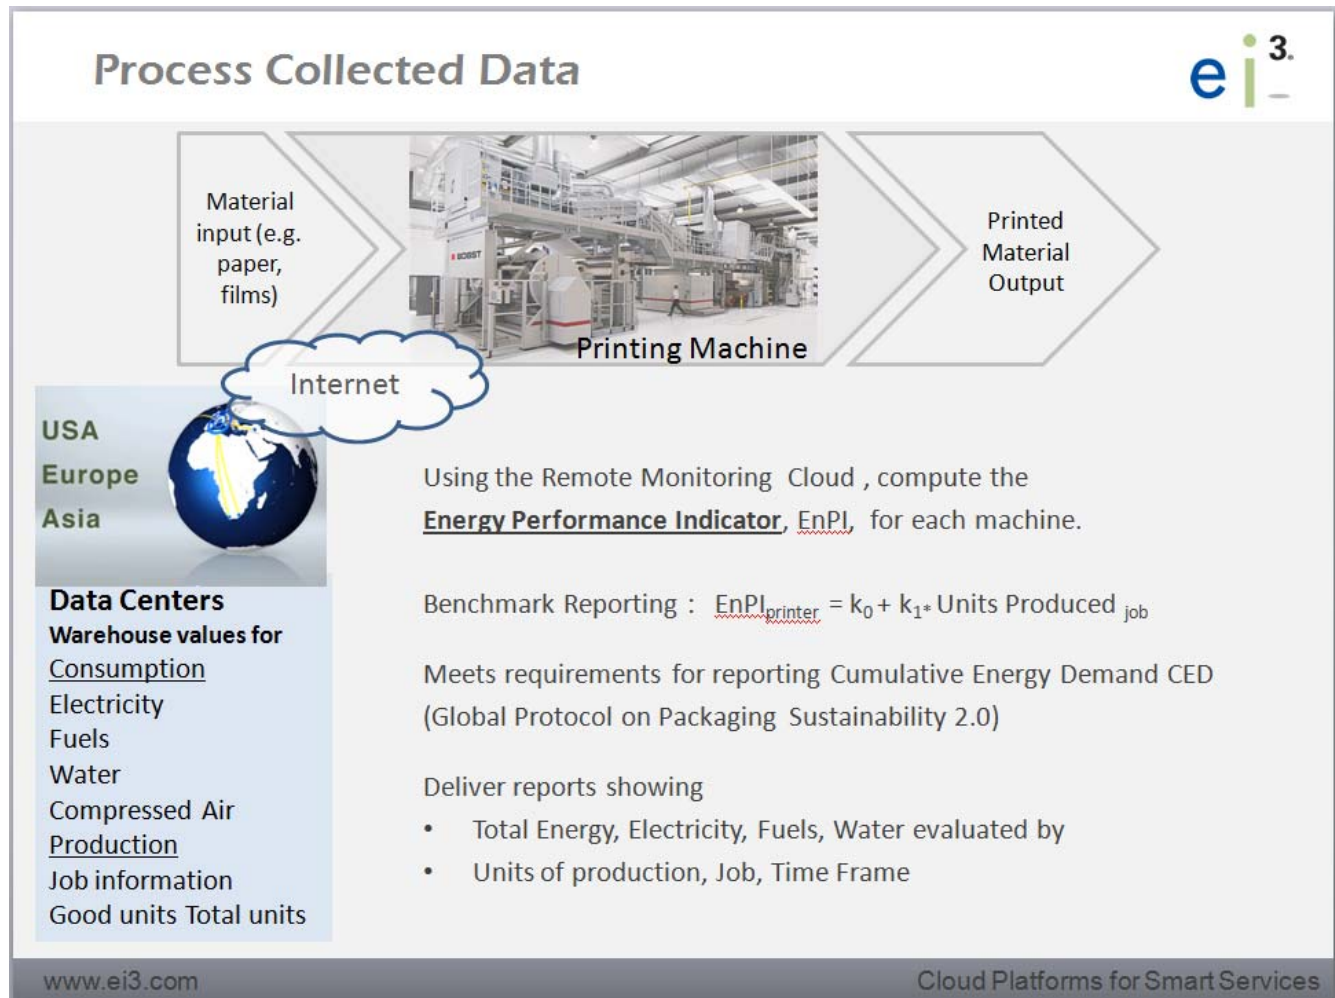 Process Collected Data
ei3.
Material
input (e.g.
paper,
films)
BOBST
Printing Machine
Printed
Material
Output
Internet
USA
Europe
Asia
Data Centers
Warehouse values for
Consumption
Electricity
Fuels
Water
Compressed Air
Production
Job information
Good units Total units
Using the Remote Monitoring Cloud , compute the
Energy Performance Indicator, EnPI, for each machine.
Benchmark Reporting : EnPIprinter = k0 + k1* Units Produced job
Meets requirements for reporting Cumulative Energy Demand CED
(Global Protocol on Packaging Sustainability 2.0)
Deliver reports showing
• Total Energy, Electricity, Fuels, Water evaluated by
• Units of production, Job, Time Frame
www.ei3.com
Cloud Platforms for Smart Services